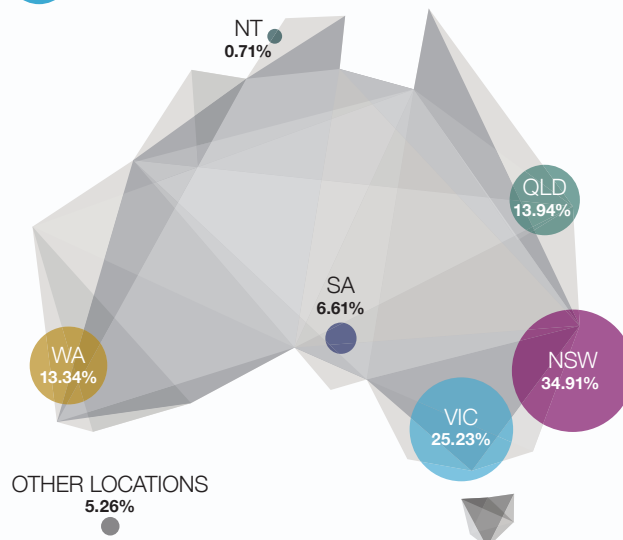 NT
0.71%
QLD
13.94%
SA
6.61%
WA
13.34%
NSW
34.91%
VIC
25.23%
OTHER LOCATIONS
5.26%